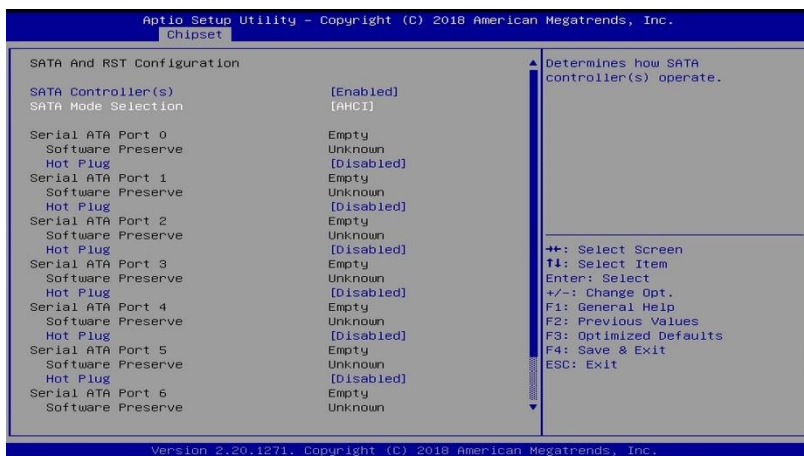 Aptio Setup Utility – Copyright (C) 2018 American Megatrends, Inc.
Chipset
SATA And RST Configuration
SATA Controller(s) [Enabled]
SATA Mode Selection [AHCI]
Serial ATA Port 0 Empty
Software Preserve Unknown
Hot Plug [Disabled]
Serial ATA Port 1 Empty
Software Preserve Unknown
Hot Plug [Disabled]
Serial ATA Port 2 Empty
Software Preserve Unknown
Hot Plug [Disabled]
Serial ATA Port 3 Empty
Software Preserve Unknown
Hot Plug [Disabled]
Serial ATA Port 4 Empty
Software Preserve Unknown
Hot Plug [Disabled]
Serial ATA Port 5 Empty
Software Preserve Unknown
Hot Plug [Disabled]
Serial ATA Port 6 Empty
Software Preserve Unknown
Determines how SATA
controller(s) operate.
→←: Select Screen
↑↓: Select Item
Enter: Select
+/-: Change Opt.
F1: General Help
F2: Previous Values
F3: Optimized Defaults
F4: Save & Exit
ESC: Exit
Version 2.20.1271. Copyright (C) 2018 American Megatrends, Inc.